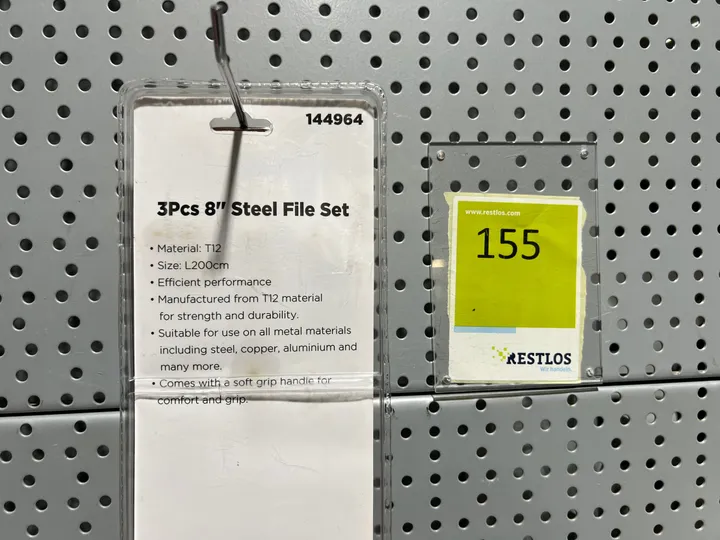 144964
3Pcs 8" Steel File Set
• Material: T12
• Size: L200cm
• Efficient performance
• Manufactured from T12 material
for strength and durability.
• Suitable for use on all metal materials
including steel, copper, aluminium and
many more.
• Comes with a soft grip handle for
comfort and grip.
www.restlos.com
155
RESTLOS
Wir handeln.